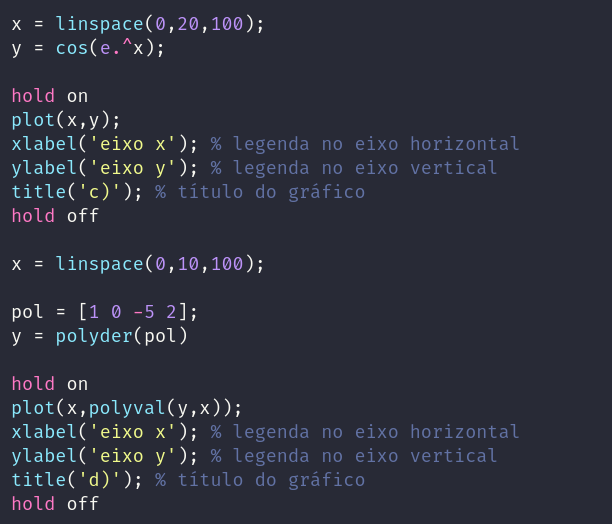 x = linspace(0,20,100);
y = cos(e.^x);
hold on
plot(x,y);
xlabel('eixo x'); % legenda no eixo horizontal
ylabel('eixo y'); % legenda no eixo vertical
title('c)'); % título do gráfico
hold off
x = linspace(0,10,100);
pol = [1 0 -5 2];
y = polyder(pol)
hold on
plot(x,polyval(y,x));
xlabel('eixo x'); % legenda no eixo horizontal
ylabel('eixo y'); % legenda no eixo vertical
title('d)'); % título do gráfico
hold off